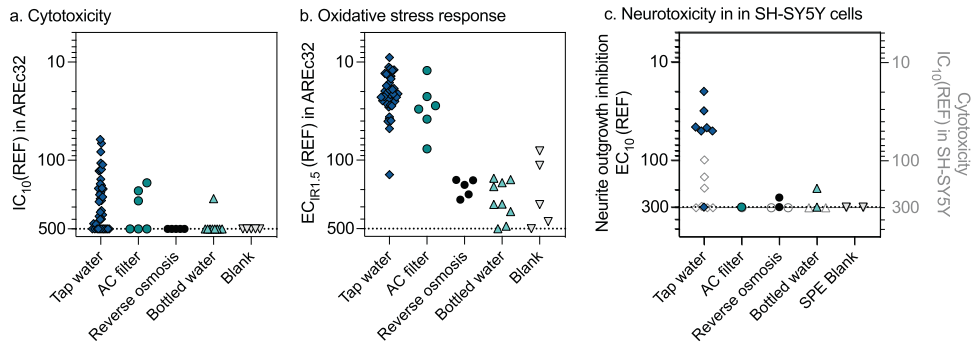 a. Cytotoxicity
IC10(REF) in AREc32
10
100
500
Tap water
AC filter
Reverse osmosis
Bottled water
Blank
b. Oxidative stress response
ECIR1.5 (REF) in AREc32
10
100
500
Tap water
AC filter
Reverse osmosis
Bottled water
Blank
c. Neurotoxicity in in SH-SY5Y cells
Neurite outgrowth inhibition
EC10 (REF)
10
100
300
10
100
300
Cytotoxicity
IC10(REF) in SH-SY5Y
Tap water
AC filter
Reverse osmosis
Bottled water
SPE Blank